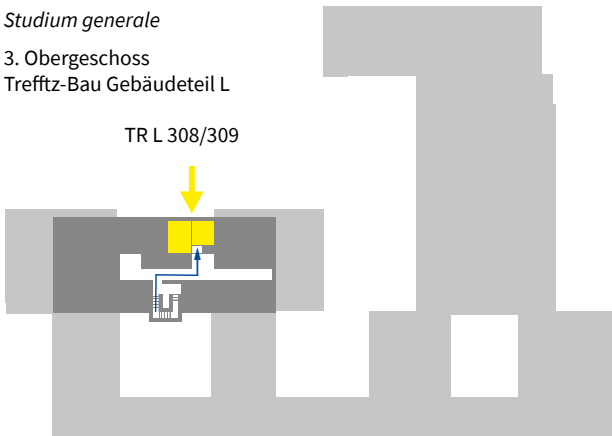 Studium generale
3. Obergeschoss
Trefftz-Bau Gebäudeteil L
TR L 308/309